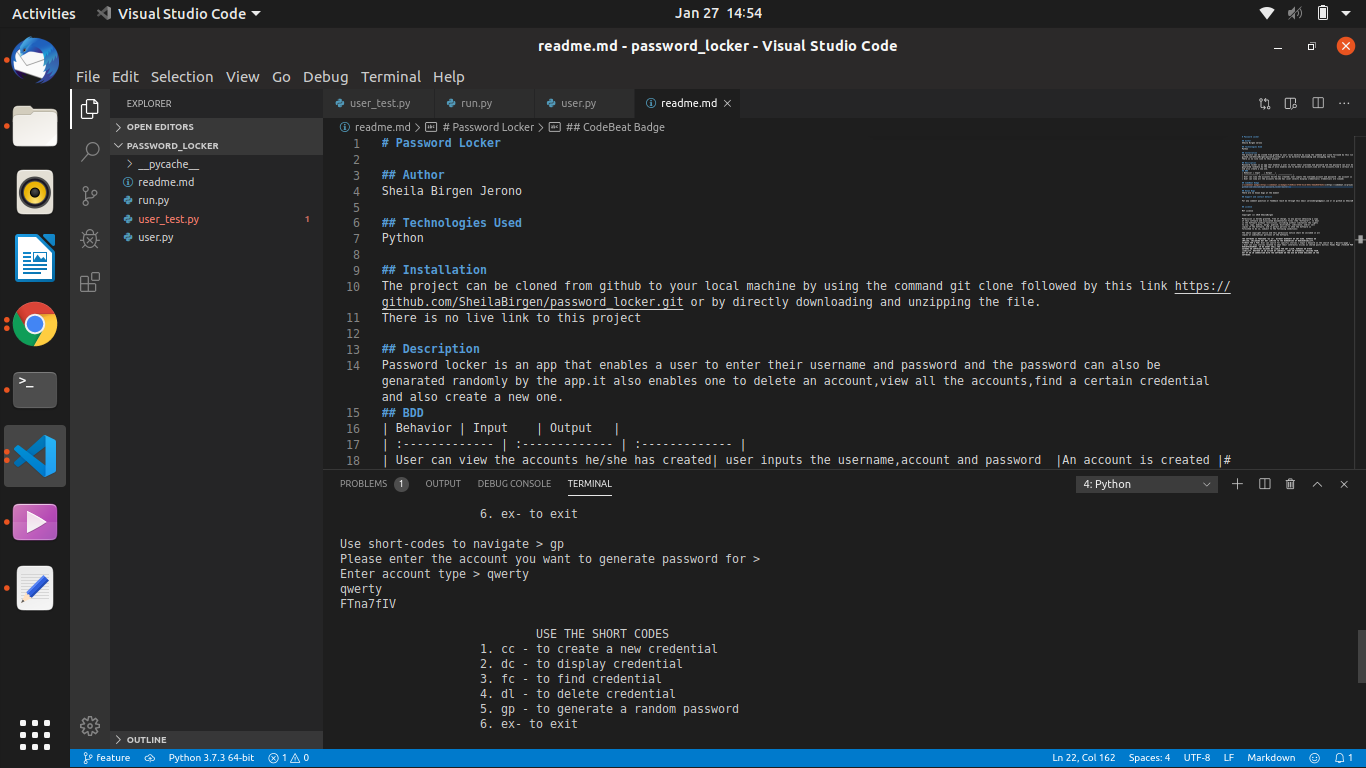 Activities Visual Studio Code Jan 27 14:54
readme.md - password_locker - Visual Studio Code
File Edit Selection View Go Debug Terminal Help
EXPLORER
OPEN EDITORS
PASSWORD_LOCKER
__pycache__
readme.md
run.py
user_test.py 1
user.py
OUTLINE
user_test.py run.py user.py readme.md
readme.md > # Password Locker > ## CodeBeat Badge
1 # Password Locker
2
3 ## Author
4 Sheila Birgen Jerono
5
6 ## Technologies Used
7 Python
8
9 ## Installation
10 The project can be cloned from github to your local machine by using the command git clone followed by this link https://
github.com/SheilaBirgen/password_locker.git or by directly downloading and unzipping the file.
11 There is no live link to this project
12
13 ## Description
14 Password locker is an app that enables a user to enter their username and password and the password can also be
genarated randomly by the app.it also enables one to delete an account,view all the accounts,find a certain credential
and also create a new one.
15 ## BDD
16 | Behavior | Input    | Output   |
17 | :------------- | :------------- | :------------- |
18 | User can view the accounts he/she has created| user inputs the username,account and password  |An account is created |#
PROBLEMS 1 OUTPUT DEBUG CONSOLE TERMINAL 4: Python
6. ex- to exit
Use short-codes to navigate > gp
Please enter the account you want to generate password for >
Enter account type > qwerty
qwerty
FTna7fIV
USE THE SHORT CODES
1. cc - to create a new credential
2. dc - to display credential
3. fc - to find credential
4. dl - to delete credential
5. gp - to generate a random password
6. ex- to exit
feature Python 3.7.3 64-bit 1 0 Ln 22, Col 162 Spaces: 4 UTF-8 LF Markdown 1